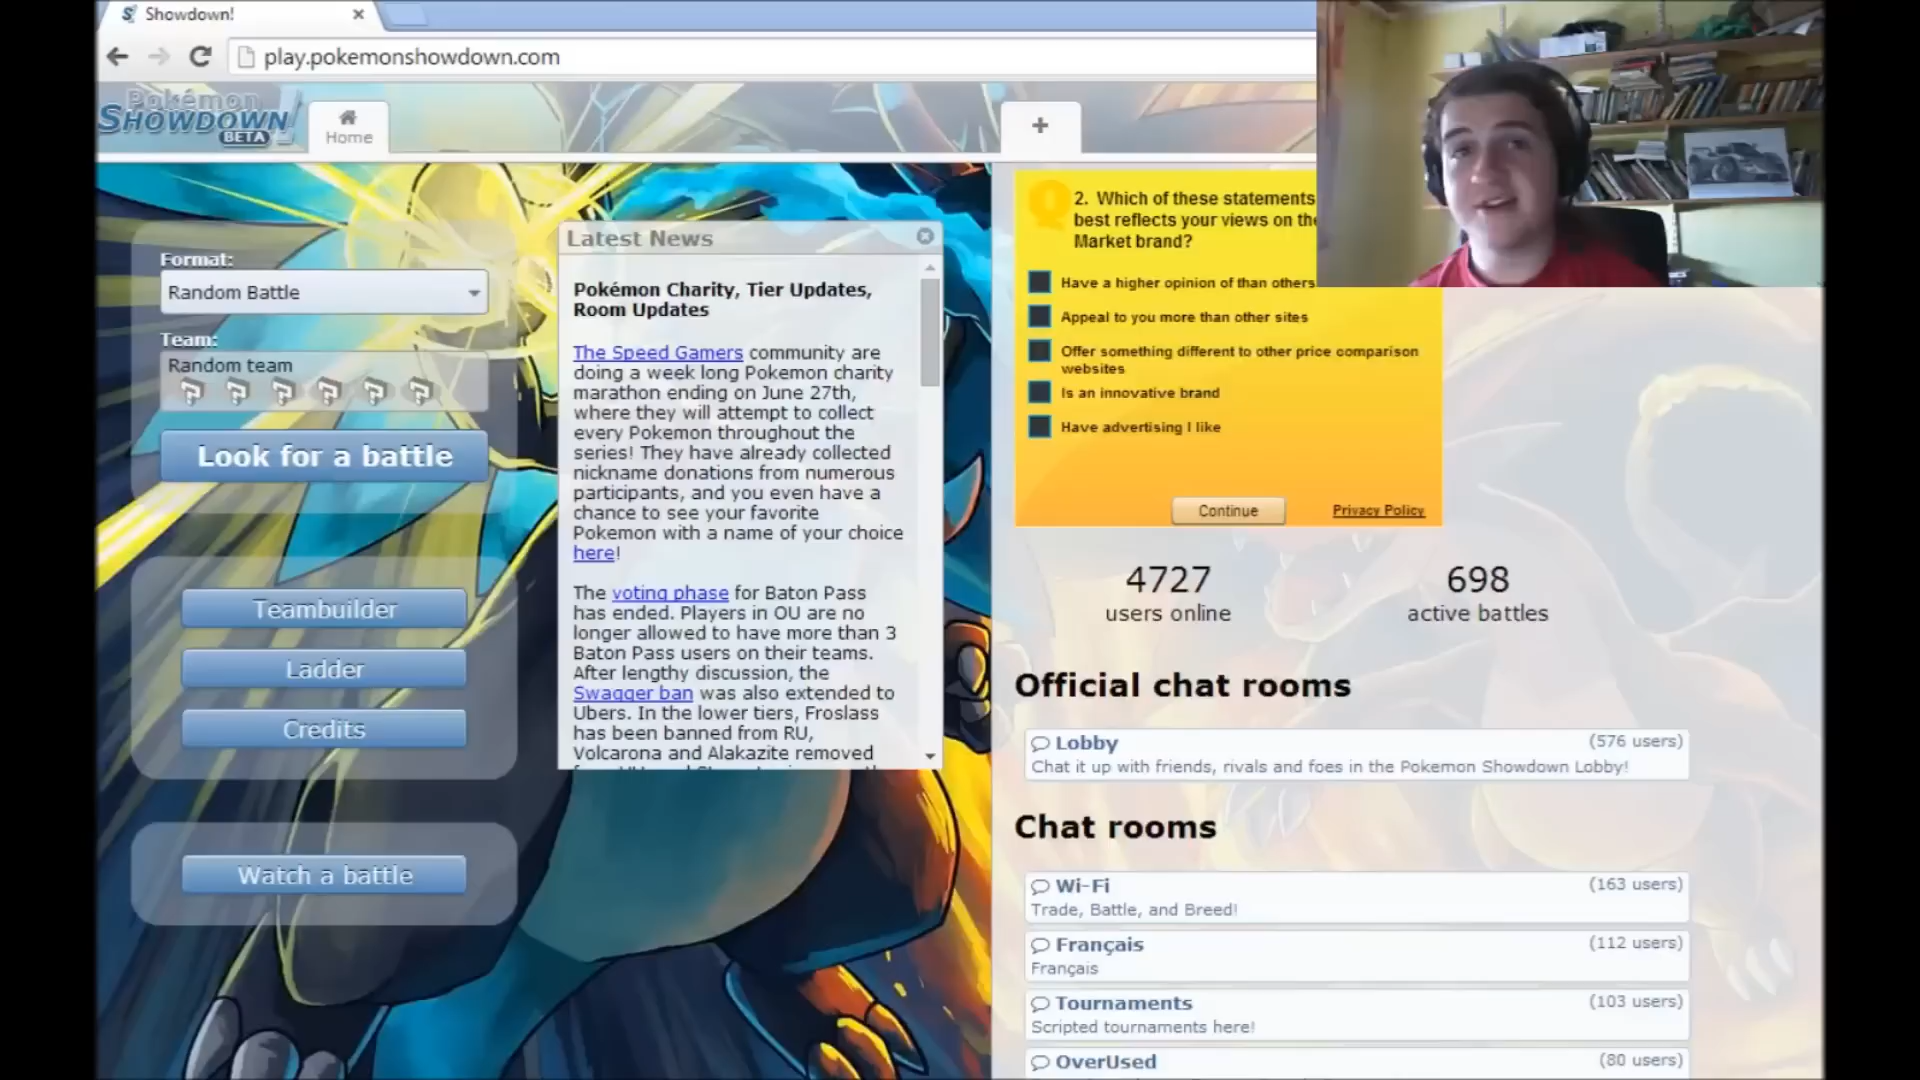 Showdown!
play.pokemonshowdown.com
Pokémon
SHOWDOWN
BETA
Home
+
Format:
Random Battle
Team:
Random team
Look for a battle
Teambuilder
Ladder
Credits
Watch a battle
Latest News
Pokémon Charity, Tier Updates,
Room Updates
The Speed Gamers community are
doing a week long Pokemon charity
marathon ending on June 27th,
where they will attempt to collect
every Pokemon throughout the
series! They have already collected
nickname donations from numerous
participants, and you even have a
chance to see your favorite
Pokemon with a name of your choice
here!
The voting phase for Baton Pass
has ended. Players in OU are no
longer allowed to have more than 3
Baton Pass users on their teams.
After lengthy discussion, the
Swagger ban was also extended to
Ubers. In the lower tiers, Froslass
has been banned from RU,
Volcarona and Alakazite removed
2. Which of these statements
best reflects your views on the
Market brand?
Have a higher opinion of than others
Appeal to you more than other sites
Offer something different to other price comparison
websites
Is an innovative brand
Have advertising I like
Continue
Privacy Policy
4727
users online
698
active battles
Official chat rooms
Lobby (576 users)
Chat it up with friends, rivals and foes in the Pokemon Showdown Lobby!
Chat rooms
Wi-Fi (163 users)
Trade, Battle, and Breed!
Français (112 users)
Français
Tournaments (103 users)
Scripted tournaments here!
OverUsed (80 users)